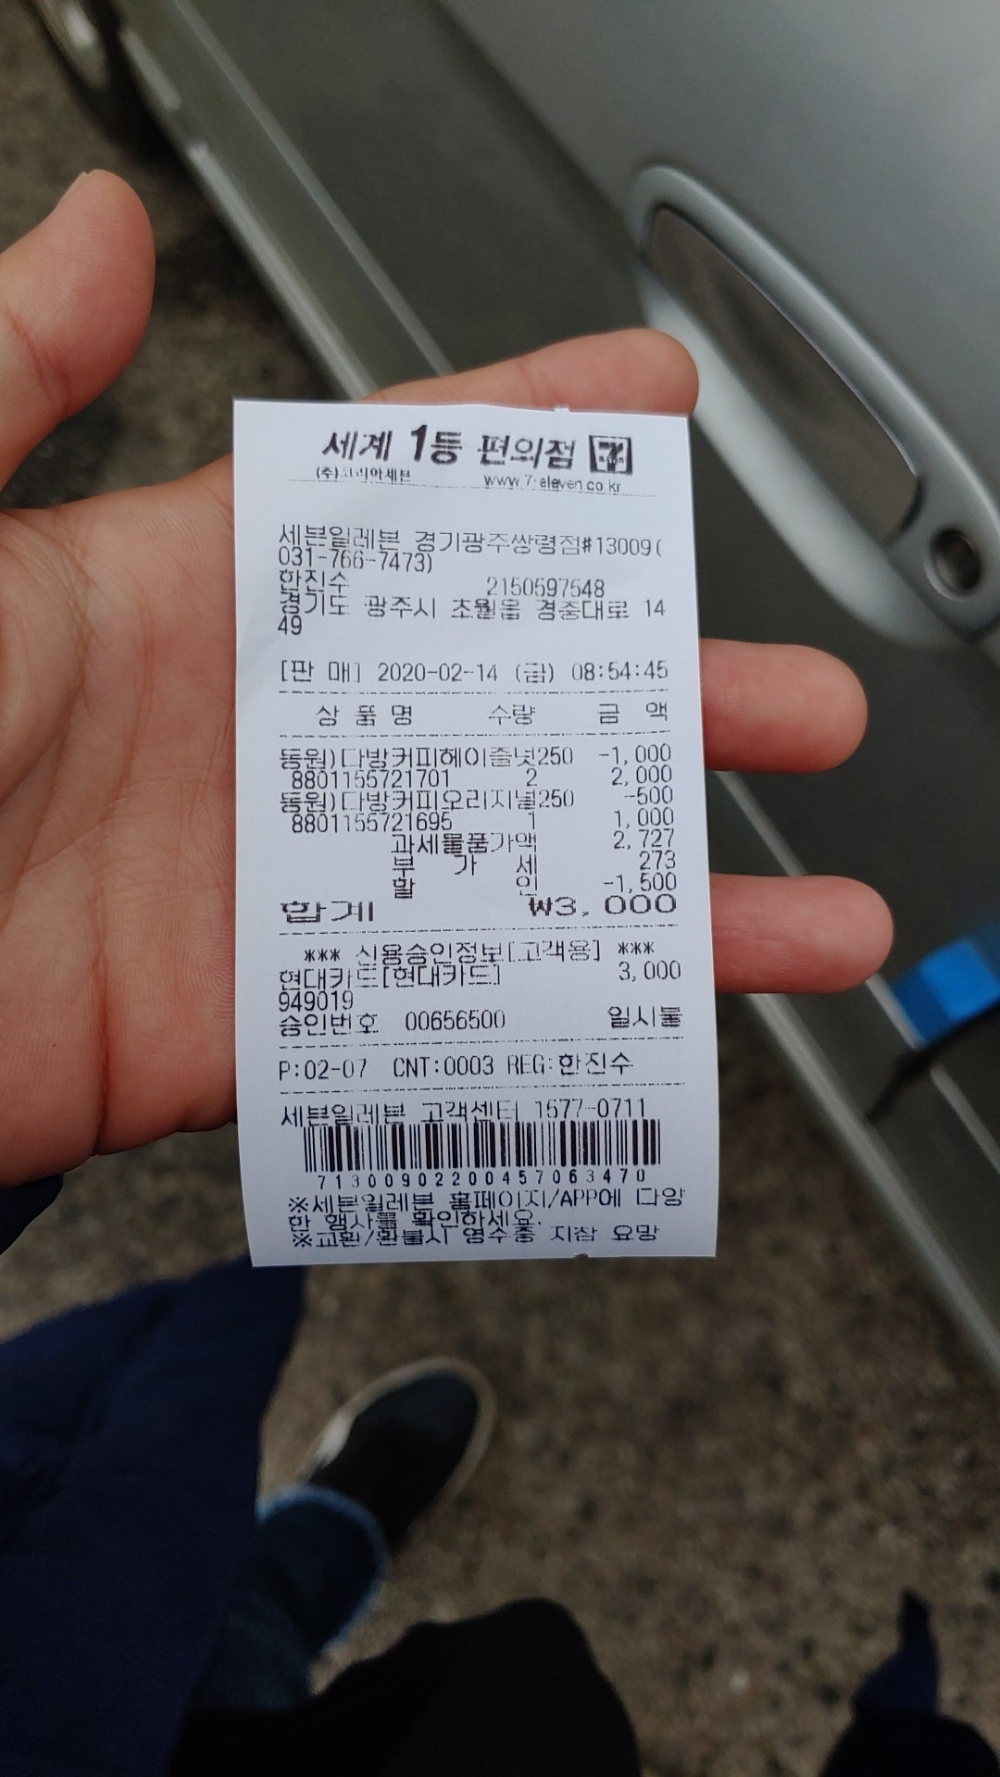 세계 1등 편의점 7 ELEVEN
(주)코리아세븐 www.7-eleven.co.kr
세븐일레븐 경기광주쌍령점#13009(
031-766-7473)
한진수 2150597548
경기도 광주시 초월읍 경충대로 14
49
[판 매] 2020-02-14 (금) 08:54:45
상 품 명 수량 금 액
동원)다방커피헤이즐넛250 -1,000
8801155721701 2 2,000
동원)다방커피오리지널250 -500
8801155721695 1 1,000
과세물품가액 2,727
부 가 세 273
할 인 -1,500
합계 ₩3,000
*** 신용승인정보[고객용] ***
현대카드[현대카드] 3,000
949019
승인번호 00656500 일시불
P:02-07 CNT:0003 REG:한진수
세븐일레븐 고객센터 1577-0711
71300902200457063470
※세븐일레븐 홈페이지/APP에 다양
한 행사를 확인하세요.
※교환/환불시 영수증 지참 요망